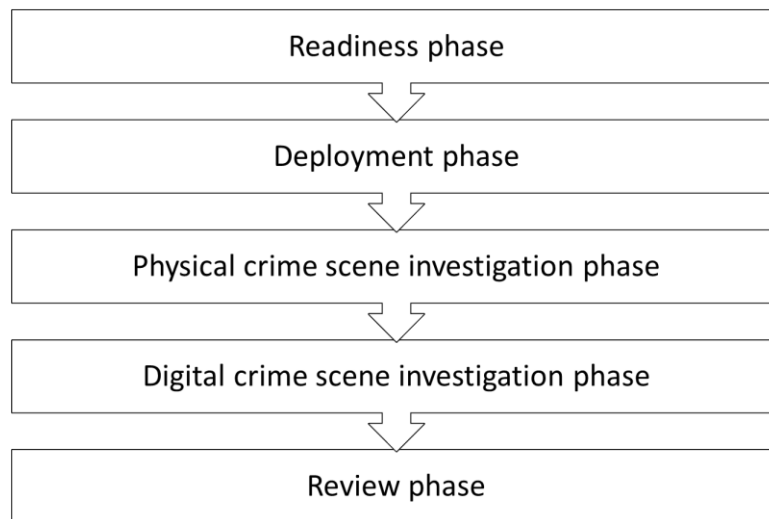 Readiness phase
Deployment phase
Physical crime scene investigation phase
Digital crime scene investigation phase
Review phase